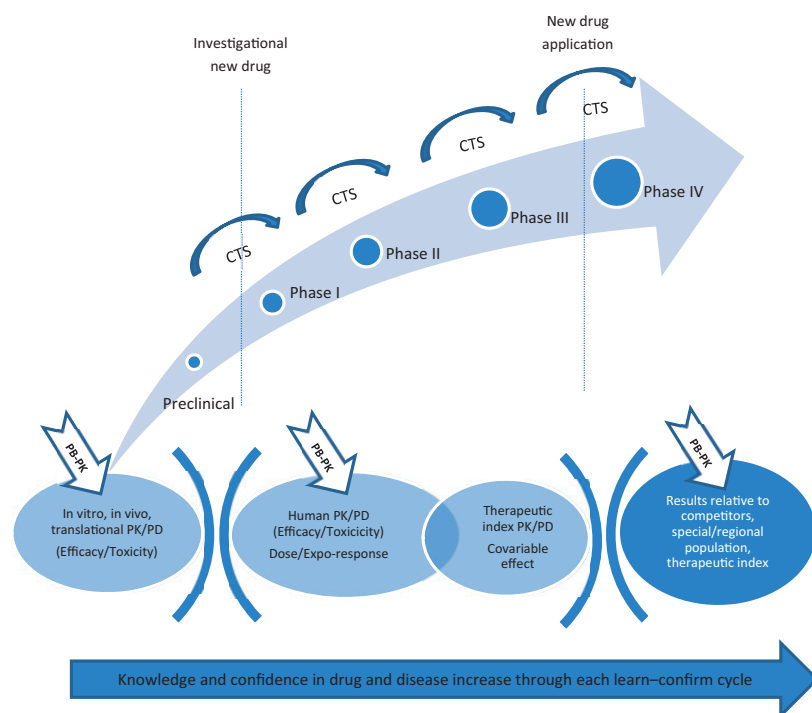 Investigational
new drug
New drug
application
CTS
CTS
CTS
CTS
Phase IV
Phase III
Phase II
Phase I
Preclinical
PB-PK
PB-PK
PB-PK
In vitro, in vivo,
translational PK/PD
(Efficacy/Toxicity)
Human PK/PD
(Efficacy/Toxicicity)
Dose/Expo-response
Therapeutic
index PK/PD
Covariable
effect
Results relative to
competitors,
special/regional
population,
therapeutic index
Knowledge and confidence in drug and disease increase through each learn–confirm cycle